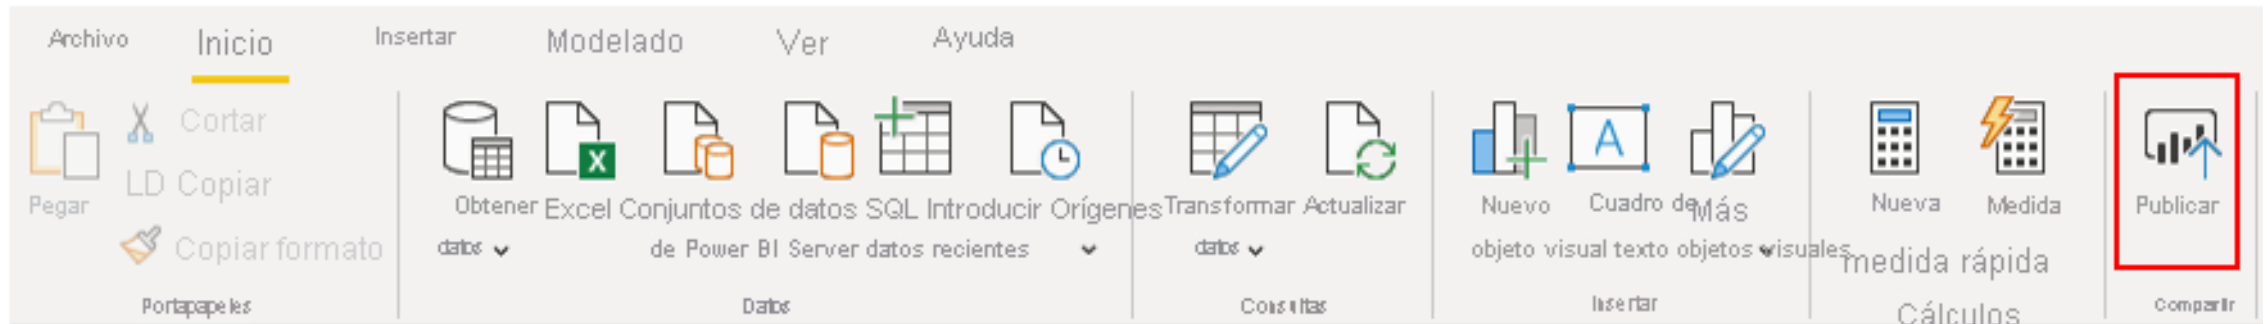 Archivo Inicio Insertar Modelado Ver Ayuda
Cortar
LD Copiar
Pegar
Copiar formato
Portapapeles
Obtener Excel Conjuntos de datos SQL Introducir Orígenes
datos de Power BI Server datos recientes
Datos
Transformar Actualizar
datos
Consultas
Nuevo Cuadro de Más
objeto visual texto objetos visuales
Insertar
Nueva Medida
medida rápida
Cálculos
Publicar
Compartir